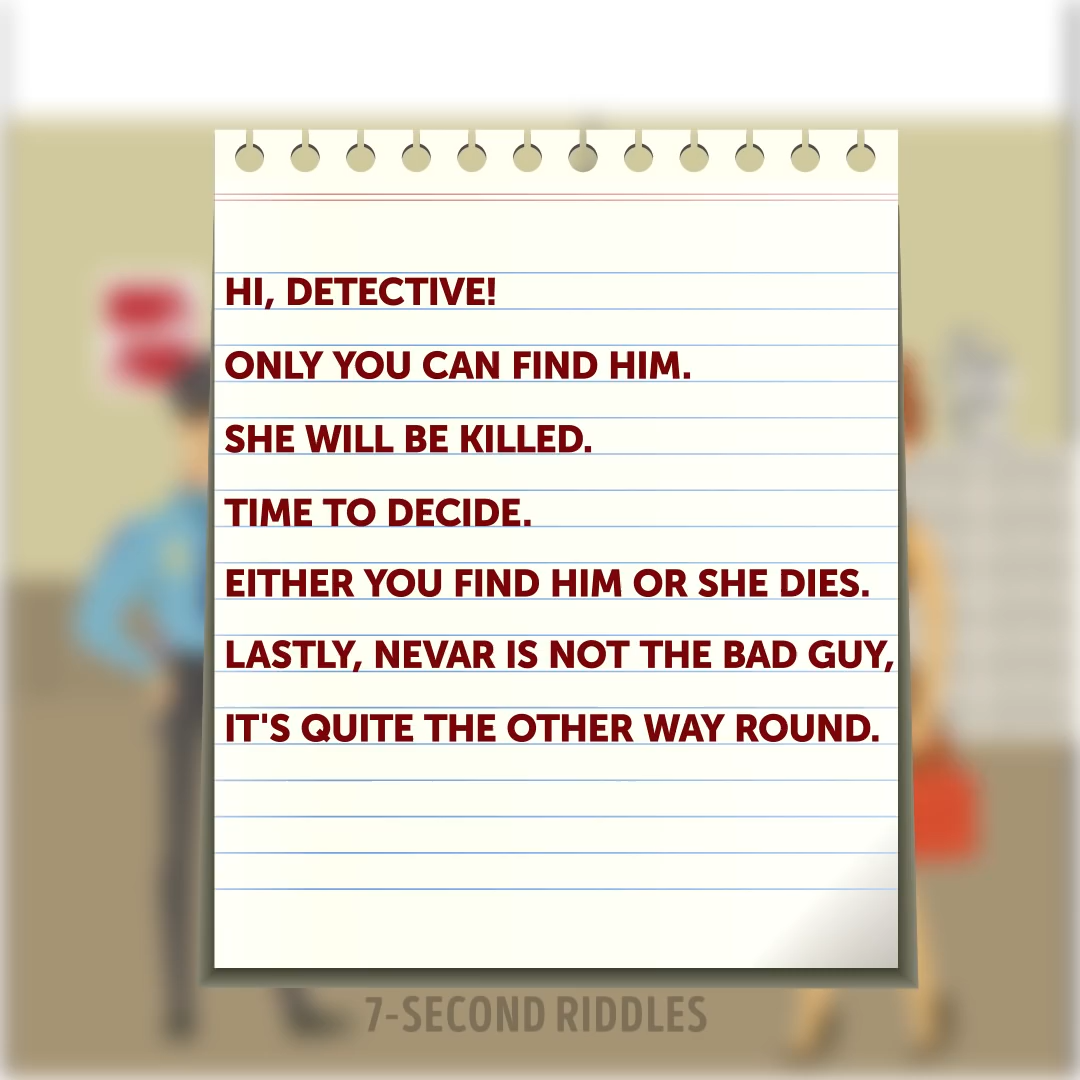 HI, DETECTIVE!
ONLY YOU CAN FIND HIM.
SHE WILL BE KILLED.
TIME TO DECIDE.
EITHER YOU FIND HIM OR SHE DIES.
LASTLY, NEVAR IS NOT THE BAD GUY,
IT'S QUITE THE OTHER WAY ROUND.
7-SECOND RIDDLES